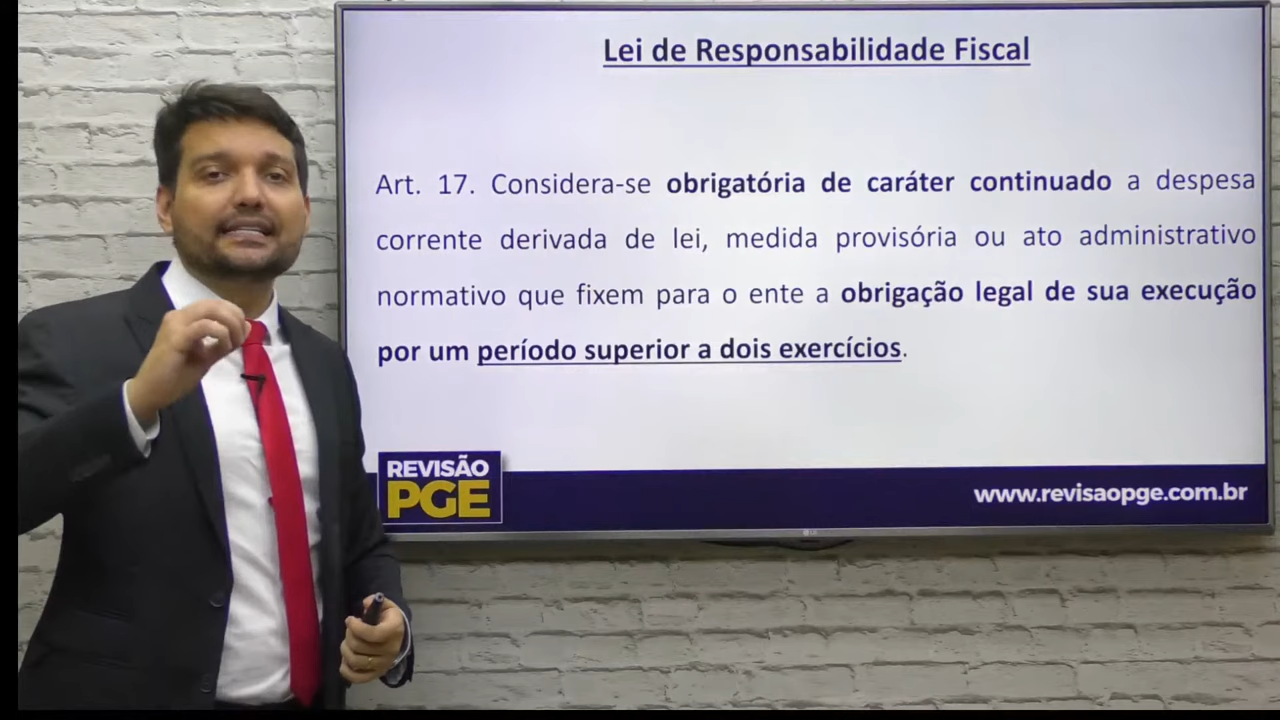 Lei de Responsabilidade Fiscal
Art. 17. Considera-se obrigatória de caráter continuado a despesa
corrente derivada de lei, medida provisória ou ato administrativo
normativo que fixem para o ente a obrigação legal de sua execução
por um período superior a dois exercícios.
REVISÃO
PGE
www.revisaopge.com.br
LG